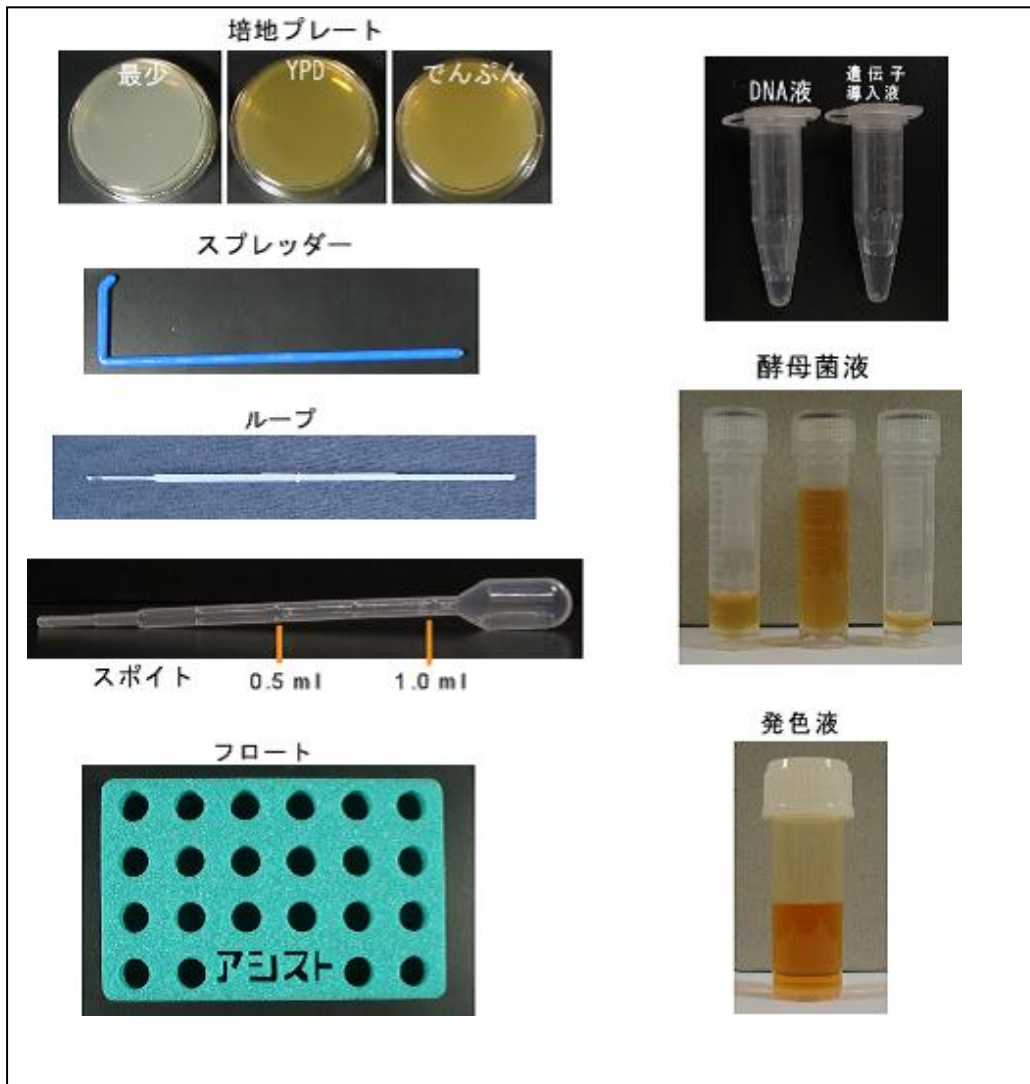 培地プレート
最少
YPD
でんぷん
スプレッダー
ループ
スポイト
0.5 ml
1.0 ml
フロート
アシスト
DNA液
遺伝子
導入液
酵母菌液
発色液